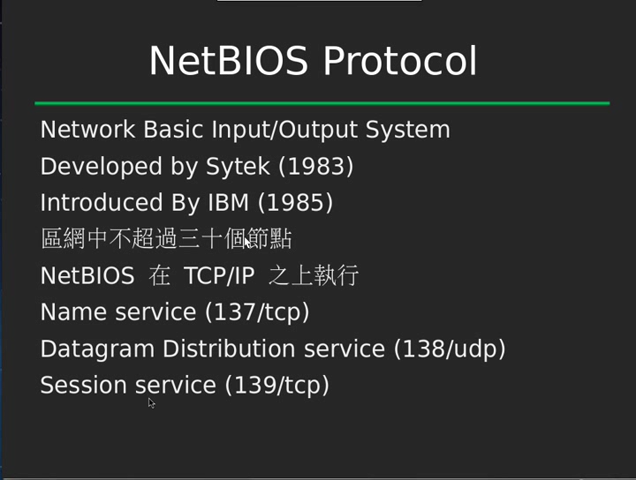 NetBIOS Protocol
Network Basic Input/Output System
Developed by Sytek (1983)
Introduced By IBM (1985)
區網中不超過三十個節點
NetBIOS 在 TCP/IP 之上執行
Name service (137/tcp)
Datagram Distribution service (138/udp)
Session service (139/tcp)